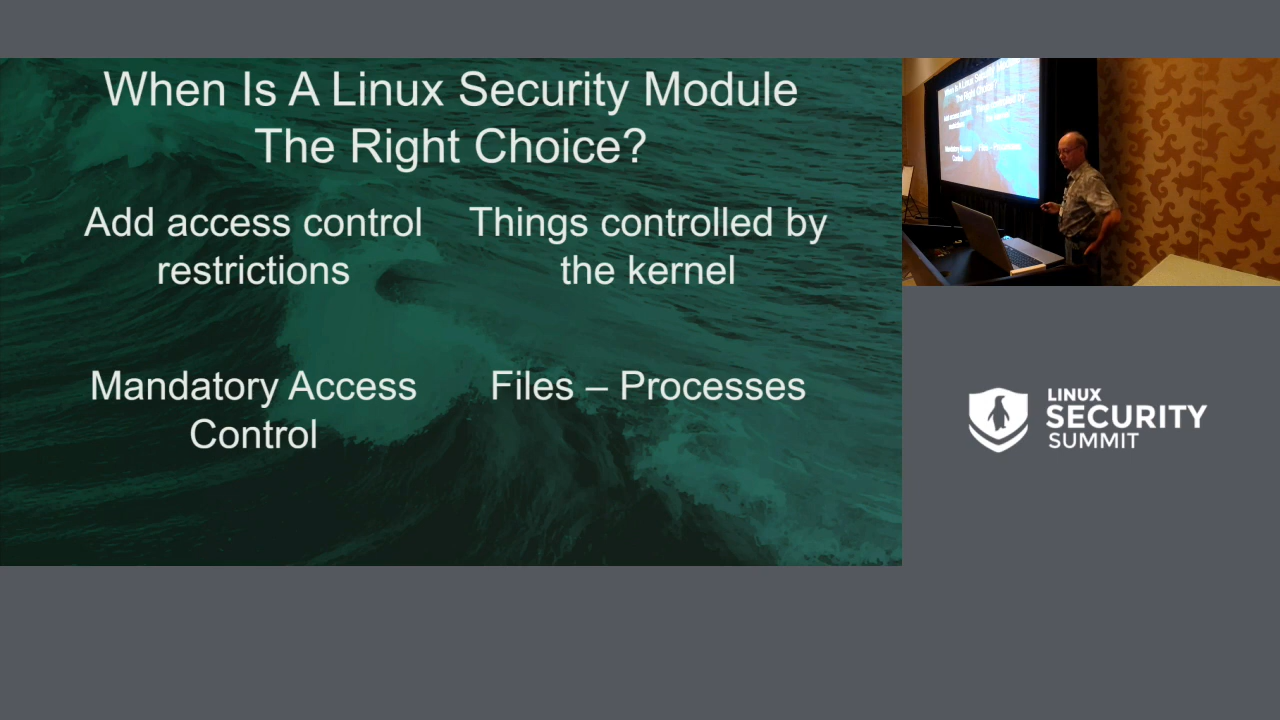 When Is A Linux Security Module
The Right Choice?
Add access control
restrictions
Things controlled by
the kernel
Mandatory Access
Control
Files – Processes
LINUX
SECURITY
SUMMIT